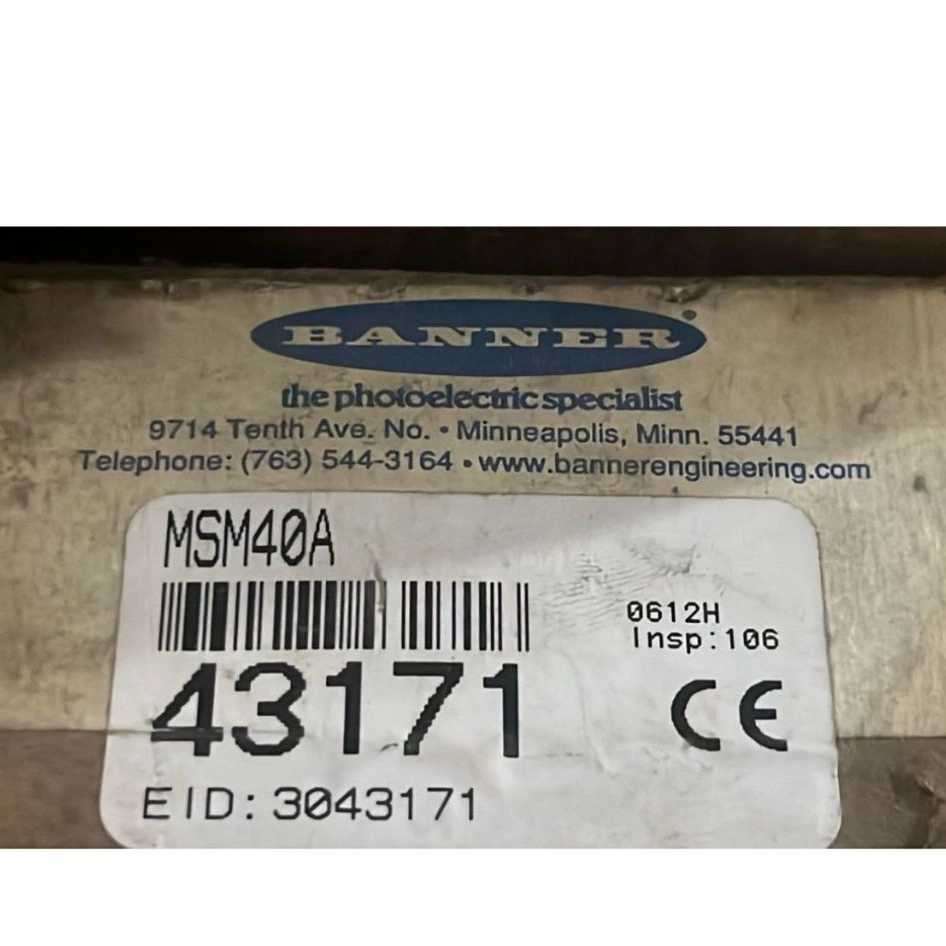 BANNER®
the photoelectric specialist
9714 Tenth Ave. No. • Minneapolis, Minn. 55441
Telephone: (763) 544-3164 • www.bannerengineering.com
MSM40A
0612H
Insp:106
43171
CE
EID: 3043171